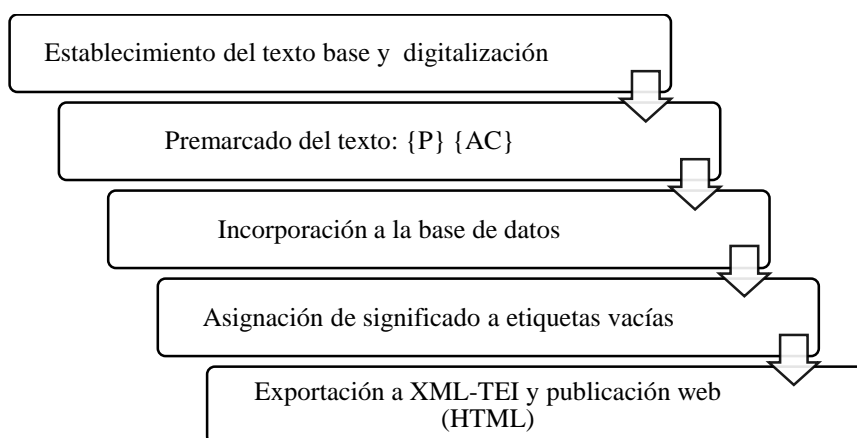 Establecimiento del texto base y digitalización
Premarcado del texto: {P} {AC}
Incorporación a la base de datos
Asignación de significado a etiquetas vacías
Exportación a XML-TEI y publicación web
(HTML)